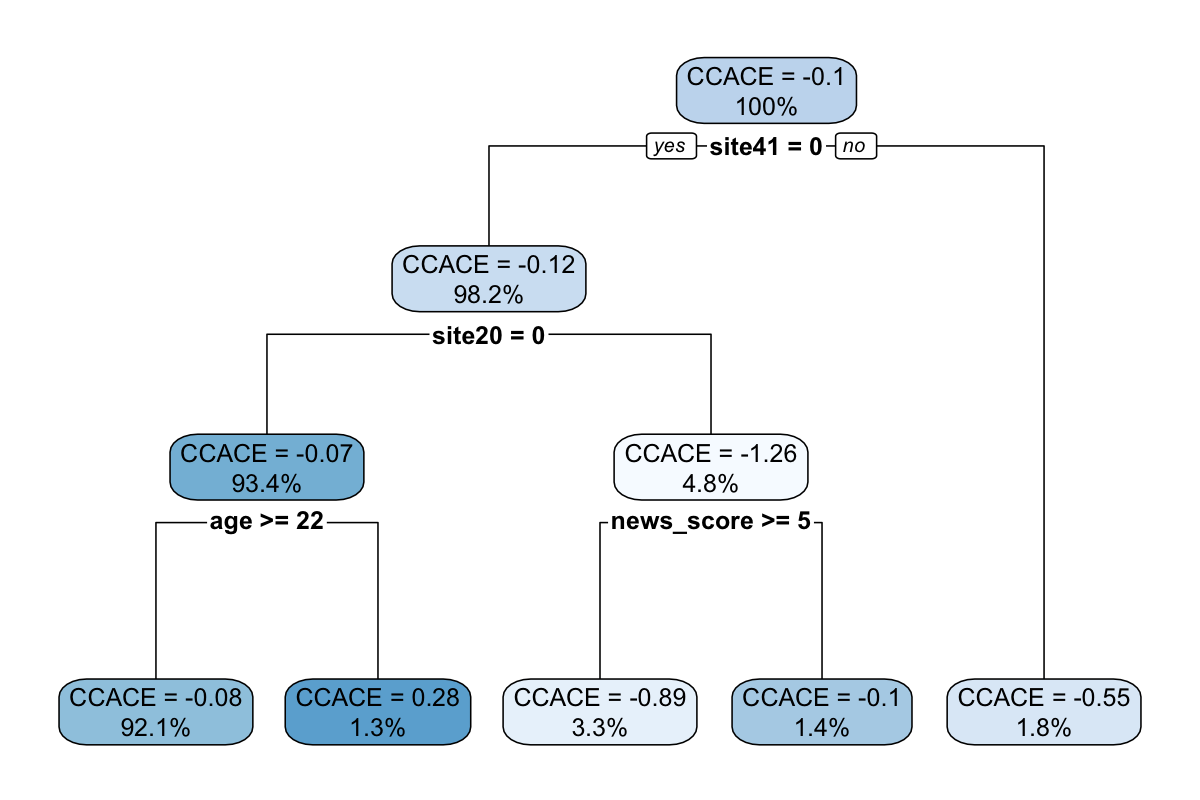 CCACE = -0.1
100%
yes site41 = 0 no
CCACE = -0.12
98.2%
site20 = 0
CCACE = -0.07
93.4%
CCACE = -1.26
4.8%
age >= 22
news_score >= 5
CCACE = -0.08
92.1%
CCACE = 0.28
1.3%
CCACE = -0.89
3.3%
CCACE = -0.1
1.4%
CCACE = -0.55
1.8%